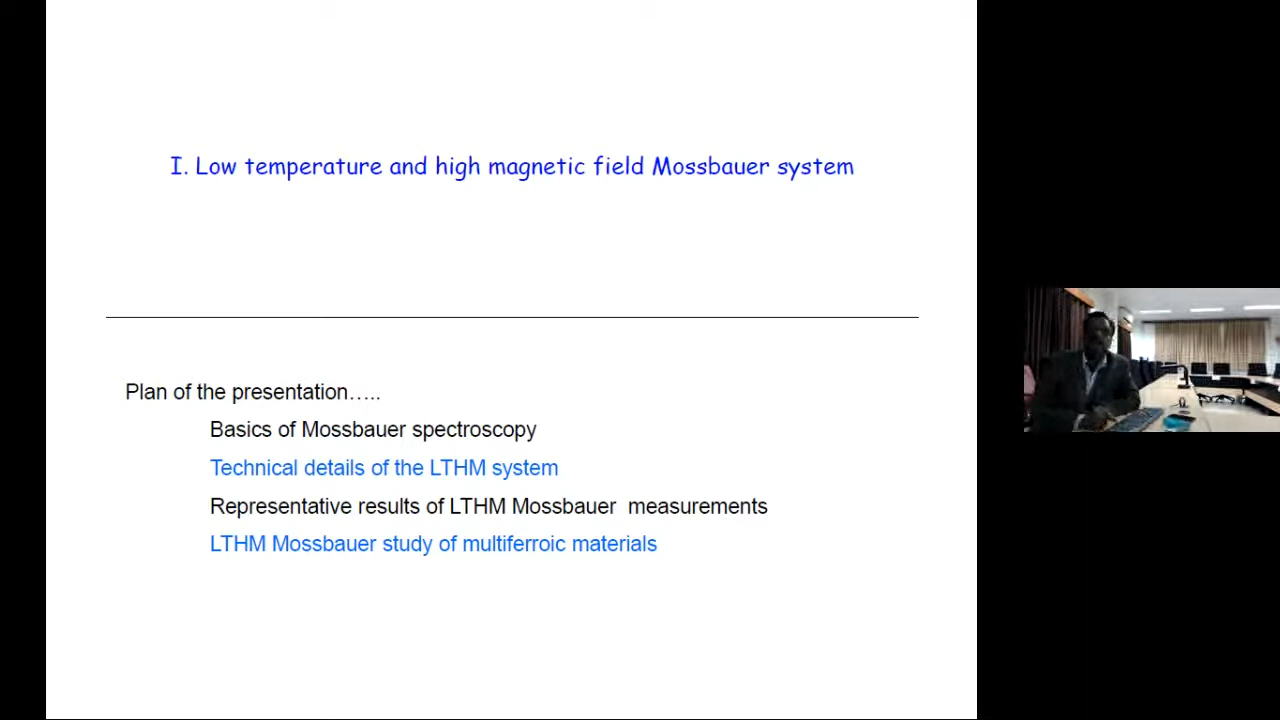 I. Low temperature and high magnetic field Mossbauer system
Plan of the presentation…..
Basics of Mossbauer spectroscopy
Technical details of the LTHM system
Representative results of LTHM Mossbauer measurements
LTHM Mossbauer study of multiferroic materials